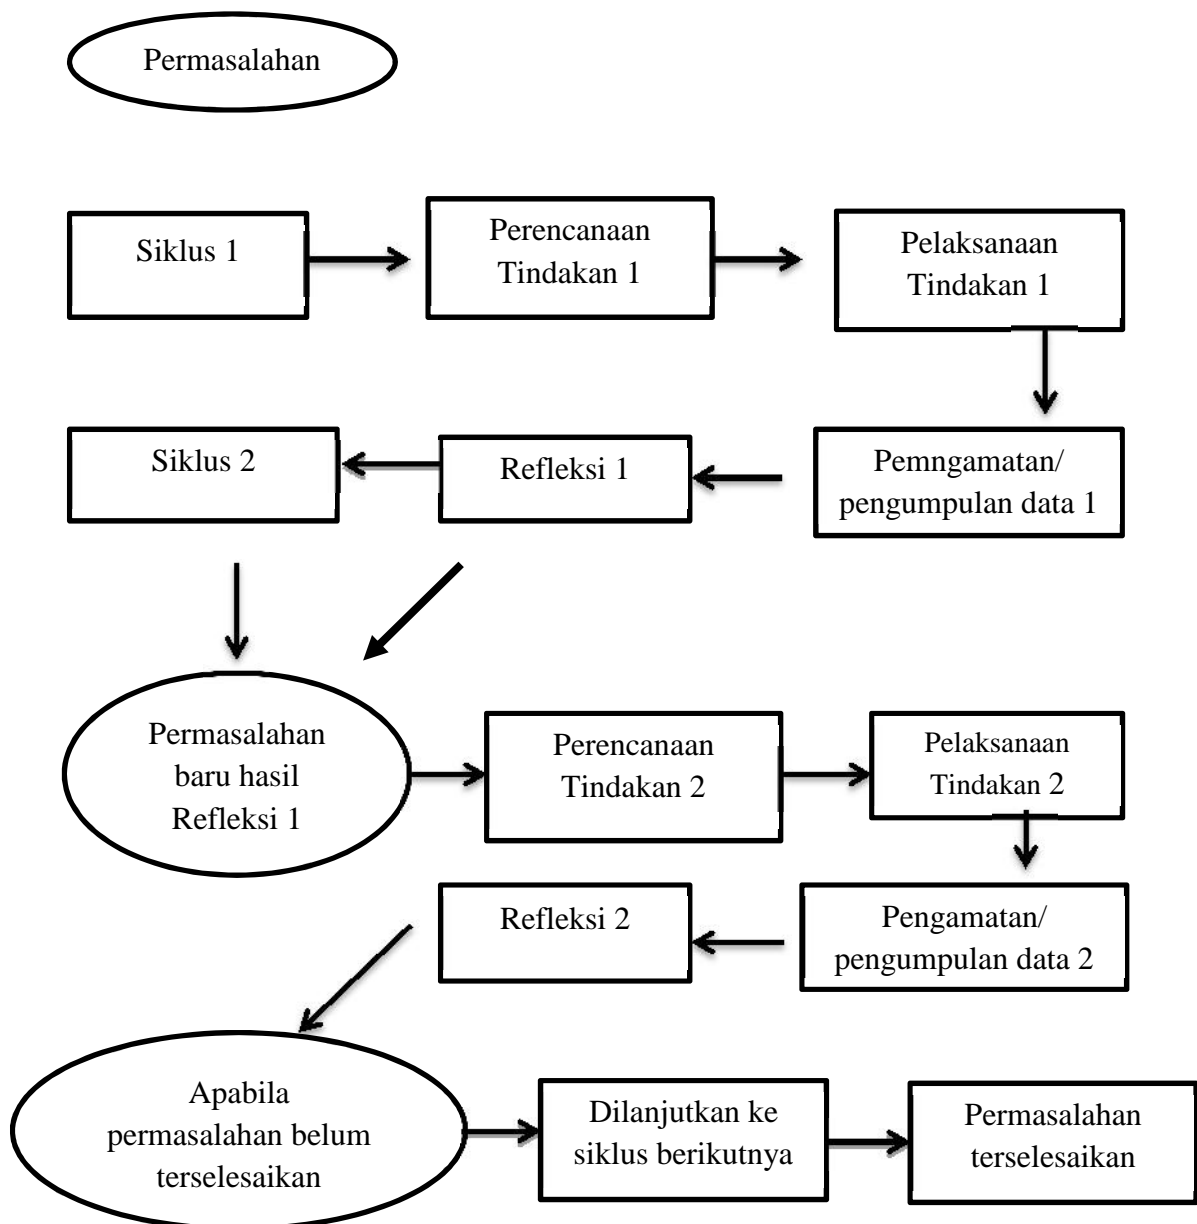 Permasalahan
Siklus 1
Perencanaan
Tindakan 1
Pelaksanaan
Tindakan 1
Siklus 2
Refleksi 1
Pemngamatan/
pengumpulan data 1
Permasalahan
baru hasil
Refleksi 1
Perencanaan
Tindakan 2
Pelaksanaan
Tindakan 2
Refleksi 2
Pengamatan/
pengumpulan data 2
Apabila
permasalahan belum
terselesaikan
Dilanjutkan ke
siklus berikutnya
Permasalahan
terselesaikan